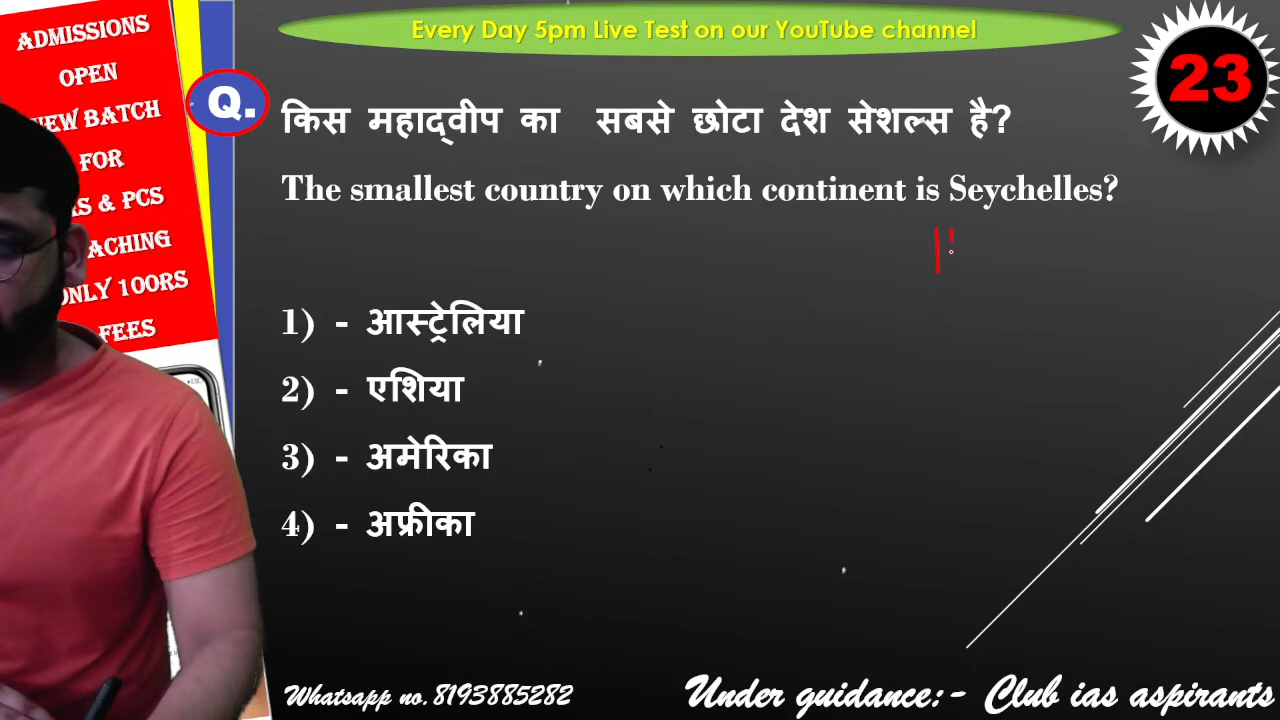 Every Day 5pm Live Test on our YouTube channel
ADMISSIONS
OPEN
NEW BATCH
FOR
& PCS
ONLY 100RS
FEES
Q.
23
किस महाद्वीप का सबसे छोटा देश सेशल्स है?
The smallest country on which continent is Seychelles?
1) - आस्ट्रेलिया
2) - एशिया
3) - अमेरिका
4) - अफ्रीका
Whatsapp no. 8193885282
Under guidance:- Club ias aspirants